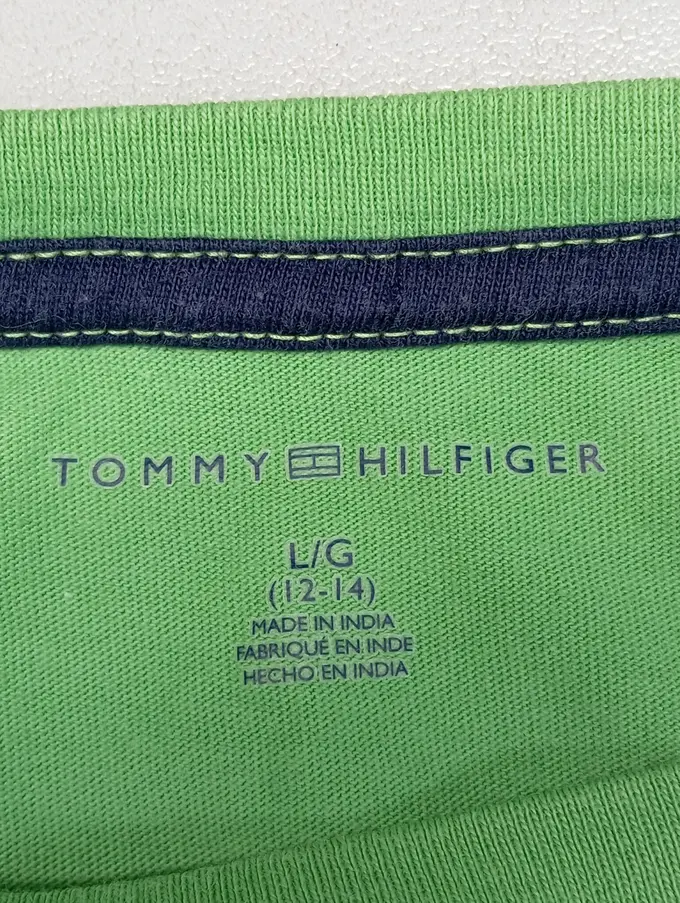 TOMMY HILFIGER
L/G
(12-14)
MADE IN INDIA
FABRIQUÉ EN INDE
HECHO EN INDIA